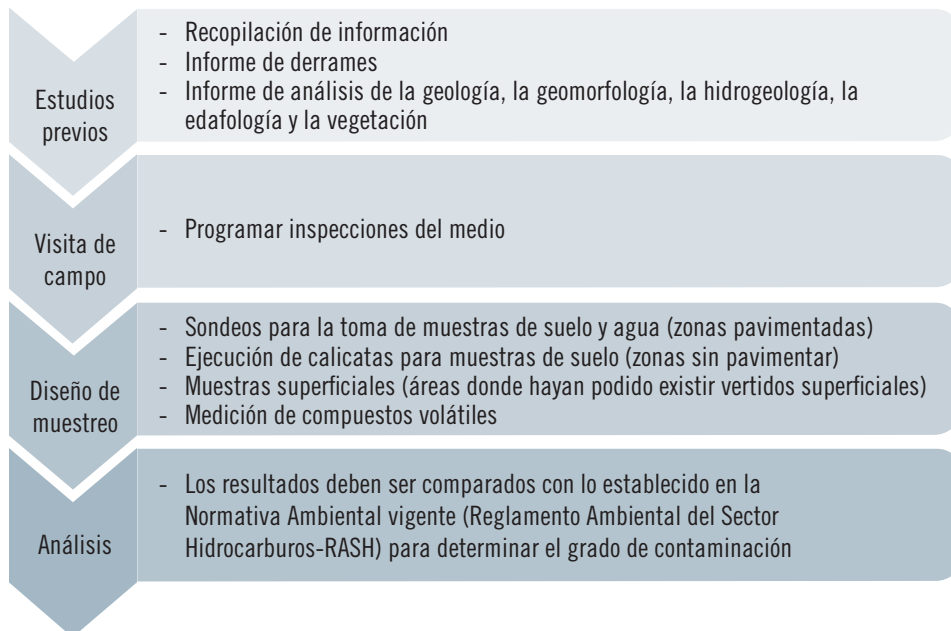 Estudios
previos
- Recopilación de información
- Informe de derrames
- Informe de análisis de la geología, la geomorfología, la hidrogeología, la
edafología y la vegetación
Visita de
campo
- Programar inspecciones del medio
Diseño de
muestreo
- Sondeos para la toma de muestras de suelo y agua (zonas pavimentadas)
- Ejecución de calicatas para muestras de suelo (zonas sin pavimentar)
- Muestras superficiales (áreas donde hayan podido existir vertidos superficiales)
- Medición de compuestos volátiles
Análisis
- Los resultados deben ser comparados con lo establecido en la
Normativa Ambiental vigente (Reglamento Ambiental del Sector
Hidrocarburos-RASH) para determinar el grado de contaminación